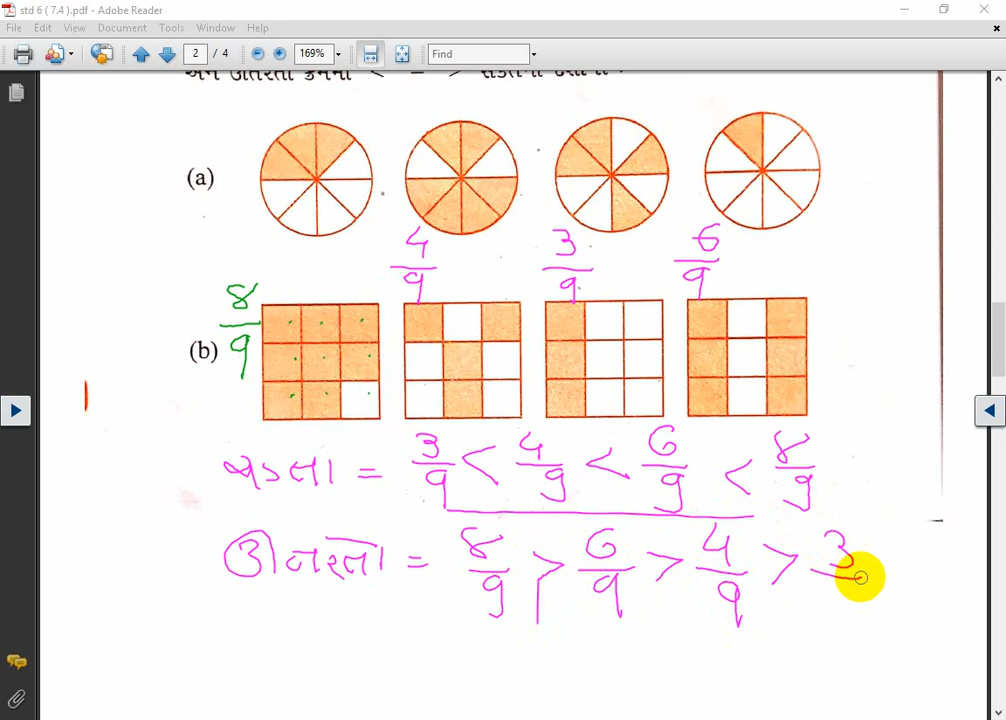 std 6 ( 7.4 ).pdf - Adobe Reader
File Edit View Document Tools Window Help
2 / 4 169% Find
(a)
4/9 3/9 6/9
8/9
(b)
ચડતા = 3/9 < 4/9 < 6/9 < 8/9
ઊતરતા = 8/9 > 6/9 > 4/9 > 3